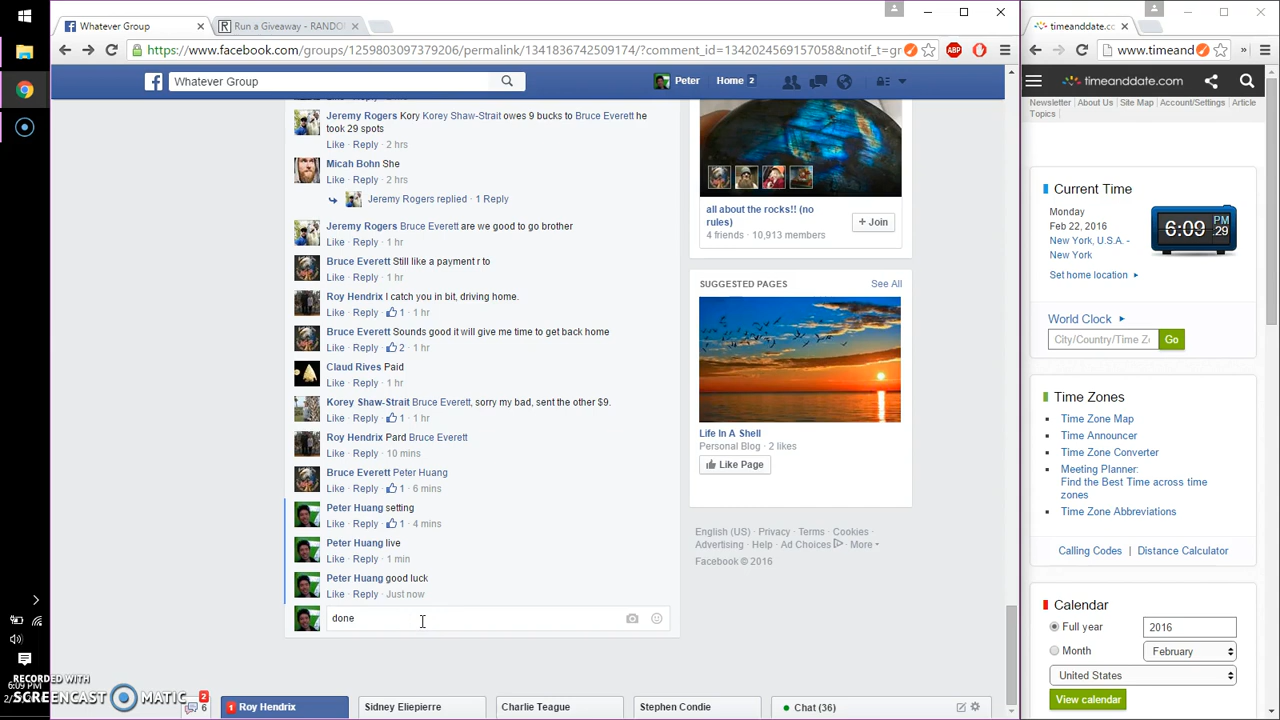 Whatever Group
Run a Giveaway - RANDO
timeanddate.c
https://www.facebook.com/groups/1259803097379206/permalink/1341836742509174/?comment_id=1342024569157058&notif_t=gr
ABP
www.timeand
Whatever Group
Peter
Home 2
timeanddate.com
Newsletter | About Us | Site Map | Account/Settings | Article
Topics |
Like · Reply · 2 hrs
Jeremy Rogers Kory Korey Shaw-Strait owes 9 bucks to Bruce Everett he
took 29 spots
Like · Reply · 2 hrs
Micah Bohn She
Like · Reply · 2 hrs
Jeremy Rogers replied · 1 Reply
Jeremy Rogers Bruce Everett are we good to go brother
Like · Reply · 1 hr
Bruce Everett Still like a payment r to
Like · Reply · 1 hr
Roy Hendrix I catch you in bit, driving home.
Like · Reply · 1 · 1 hr
Bruce Everett Sounds good it will give me time to get back home
Like · Reply · 2 · 1 hr
Claud Rives Paid
Like · Reply · 1 hr
Korey Shaw-Strait Bruce Everett, sorry my bad, sent the other $9.
Like · Reply · 1 · 1 hr
Roy Hendrix Pard Bruce Everett
Like · Reply · 10 mins
Bruce Everett Peter Huang
Like · Reply · 1 · 6 mins
Peter Huang setting
Like · Reply · 1 · 4 mins
Peter Huang live
Like · Reply · 1 min
Peter Huang good luck
Like · Reply · Just now
done
all about the rocks!! (no
rules)
4 friends · 10,913 members
+ Join
SUGGESTED PAGES
See All
Life In A Shell
Personal Blog · 2 likes
Like Page
English (US) · Privacy · Terms · Cookies ·
Advertising · Help · Ad Choices · More
Facebook © 2016
Current Time
Monday
Feb 22, 2016
New York, U.S.A. -
New York
6:09 PM 29
Set home location
World Clock
City/Country/Time Z
Go
Time Zones
Time Zone Map
Time Announcer
Time Zone Converter
Meeting Planner:
Find the Best Time across time
zones
Time Zone Abbreviations
Calling Codes | Distance Calculator
Calendar
Full year
2016
Month
February
United States
View calendar
RECORDED WITH
SCREENCAST MATIC
6:09 PM
2
6
1 Roy Hendrix
Sidney Eliepierre
Charlie Teague
Stephen Condie
Chat (36)